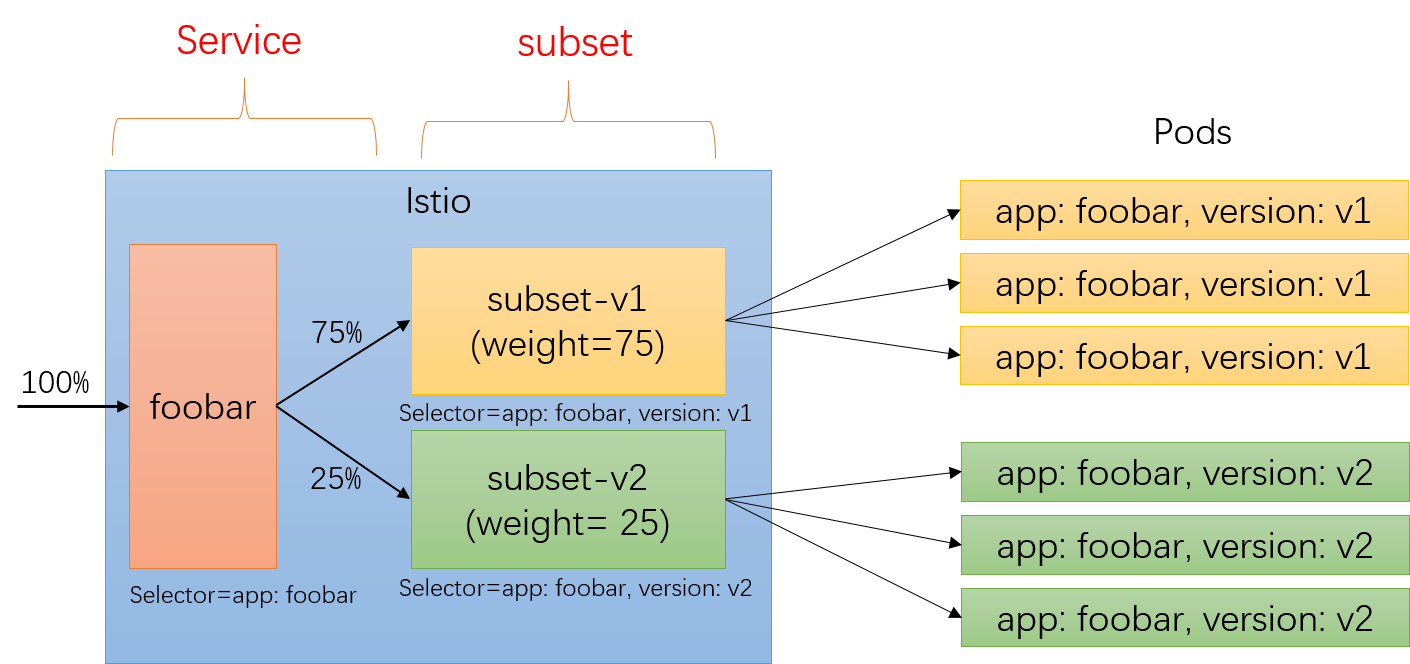 Service
subset
Pods
Istio
100%
foobar
Selector=app: foobar
75%
25%
subset-v1
(weight=75)
Selector=app: foobar, version: v1
subset-v2
(weight= 25)
Selector=app: foobar, version: v2
app: foobar, version: v1
app: foobar, version: v1
app: foobar, version: v1
app: foobar, version: v2
app: foobar, version: v2
app: foobar, version: v2